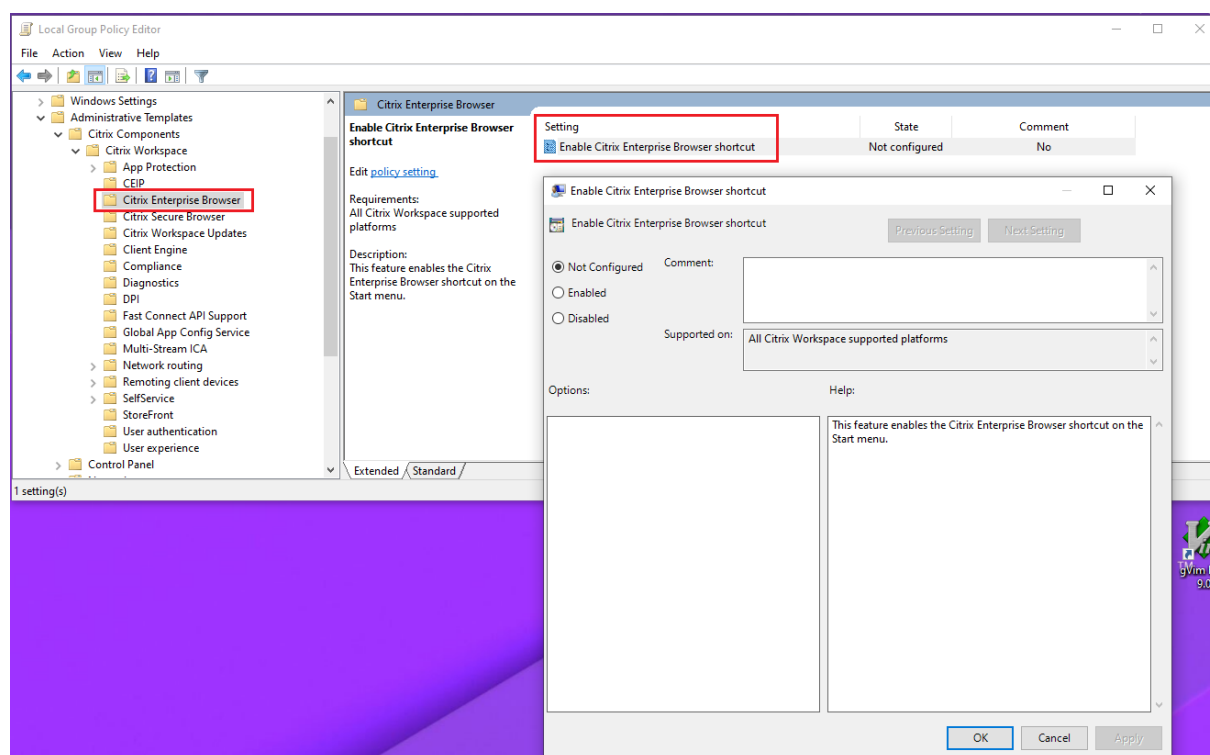 Local Group Policy Editor
File Action View Help
Windows Settings
Administrative Templates
Citrix Components
Citrix Workspace
App Protection
CEIP
Citrix Enterprise Browser
Citrix Secure Browser
Citrix Workspace Updates
Client Engine
Compliance
Diagnostics
DPI
Fast Connect API Support
Global App Config Service
Multi-Stream ICA
Network routing
Remoting client devices
SelfService
StoreFront
User authentication
User experience
Control Panel
1 setting(s)
Citrix Enterprise Browser
Enable Citrix Enterprise Browser
shortcut
Edit policy setting
Requirements:
All Citrix Workspace supported
platforms
Description:
This feature enables the Citrix
Enterprise Browser shortcut on the
Start menu.
Extended Standard
Setting State Comment
Enable Citrix Enterprise Browser shortcut Not configured No
Enable Citrix Enterprise Browser shortcut
Enable Citrix Enterprise Browser shortcut
Previous Setting Next Setting
Not Configured
Enabled
Disabled
Comment:
Supported on:
All Citrix Workspace supported platforms
Options:
Help:
This feature enables the Citrix Enterprise Browser shortcut on the
Start menu.
OK Cancel Apply
gVim
9.0